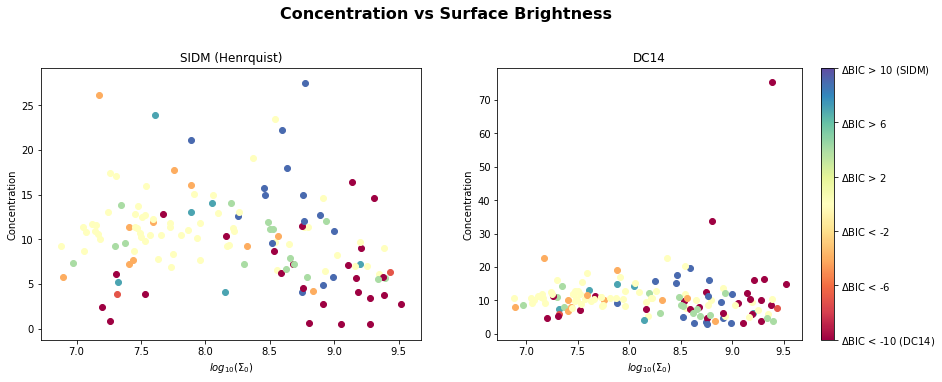 Concentration vs Surface Brightness
SIDM (Henrquist)
DC14
Concentration
25
20
15
10
5
0
7.0 7.5 8.0 8.5 9.0 9.5
log10(Σ0)
Concentration
70
60
50
40
30
20
10
0
7.0 7.5 8.0 8.5 9.0 9.5
log10(Σ0)
ΔBIC > 10 (SIDM)
ΔBIC > 6
ΔBIC > 2
ΔBIC < -2
ΔBIC < -6
ΔBIC < -10 (DC14)